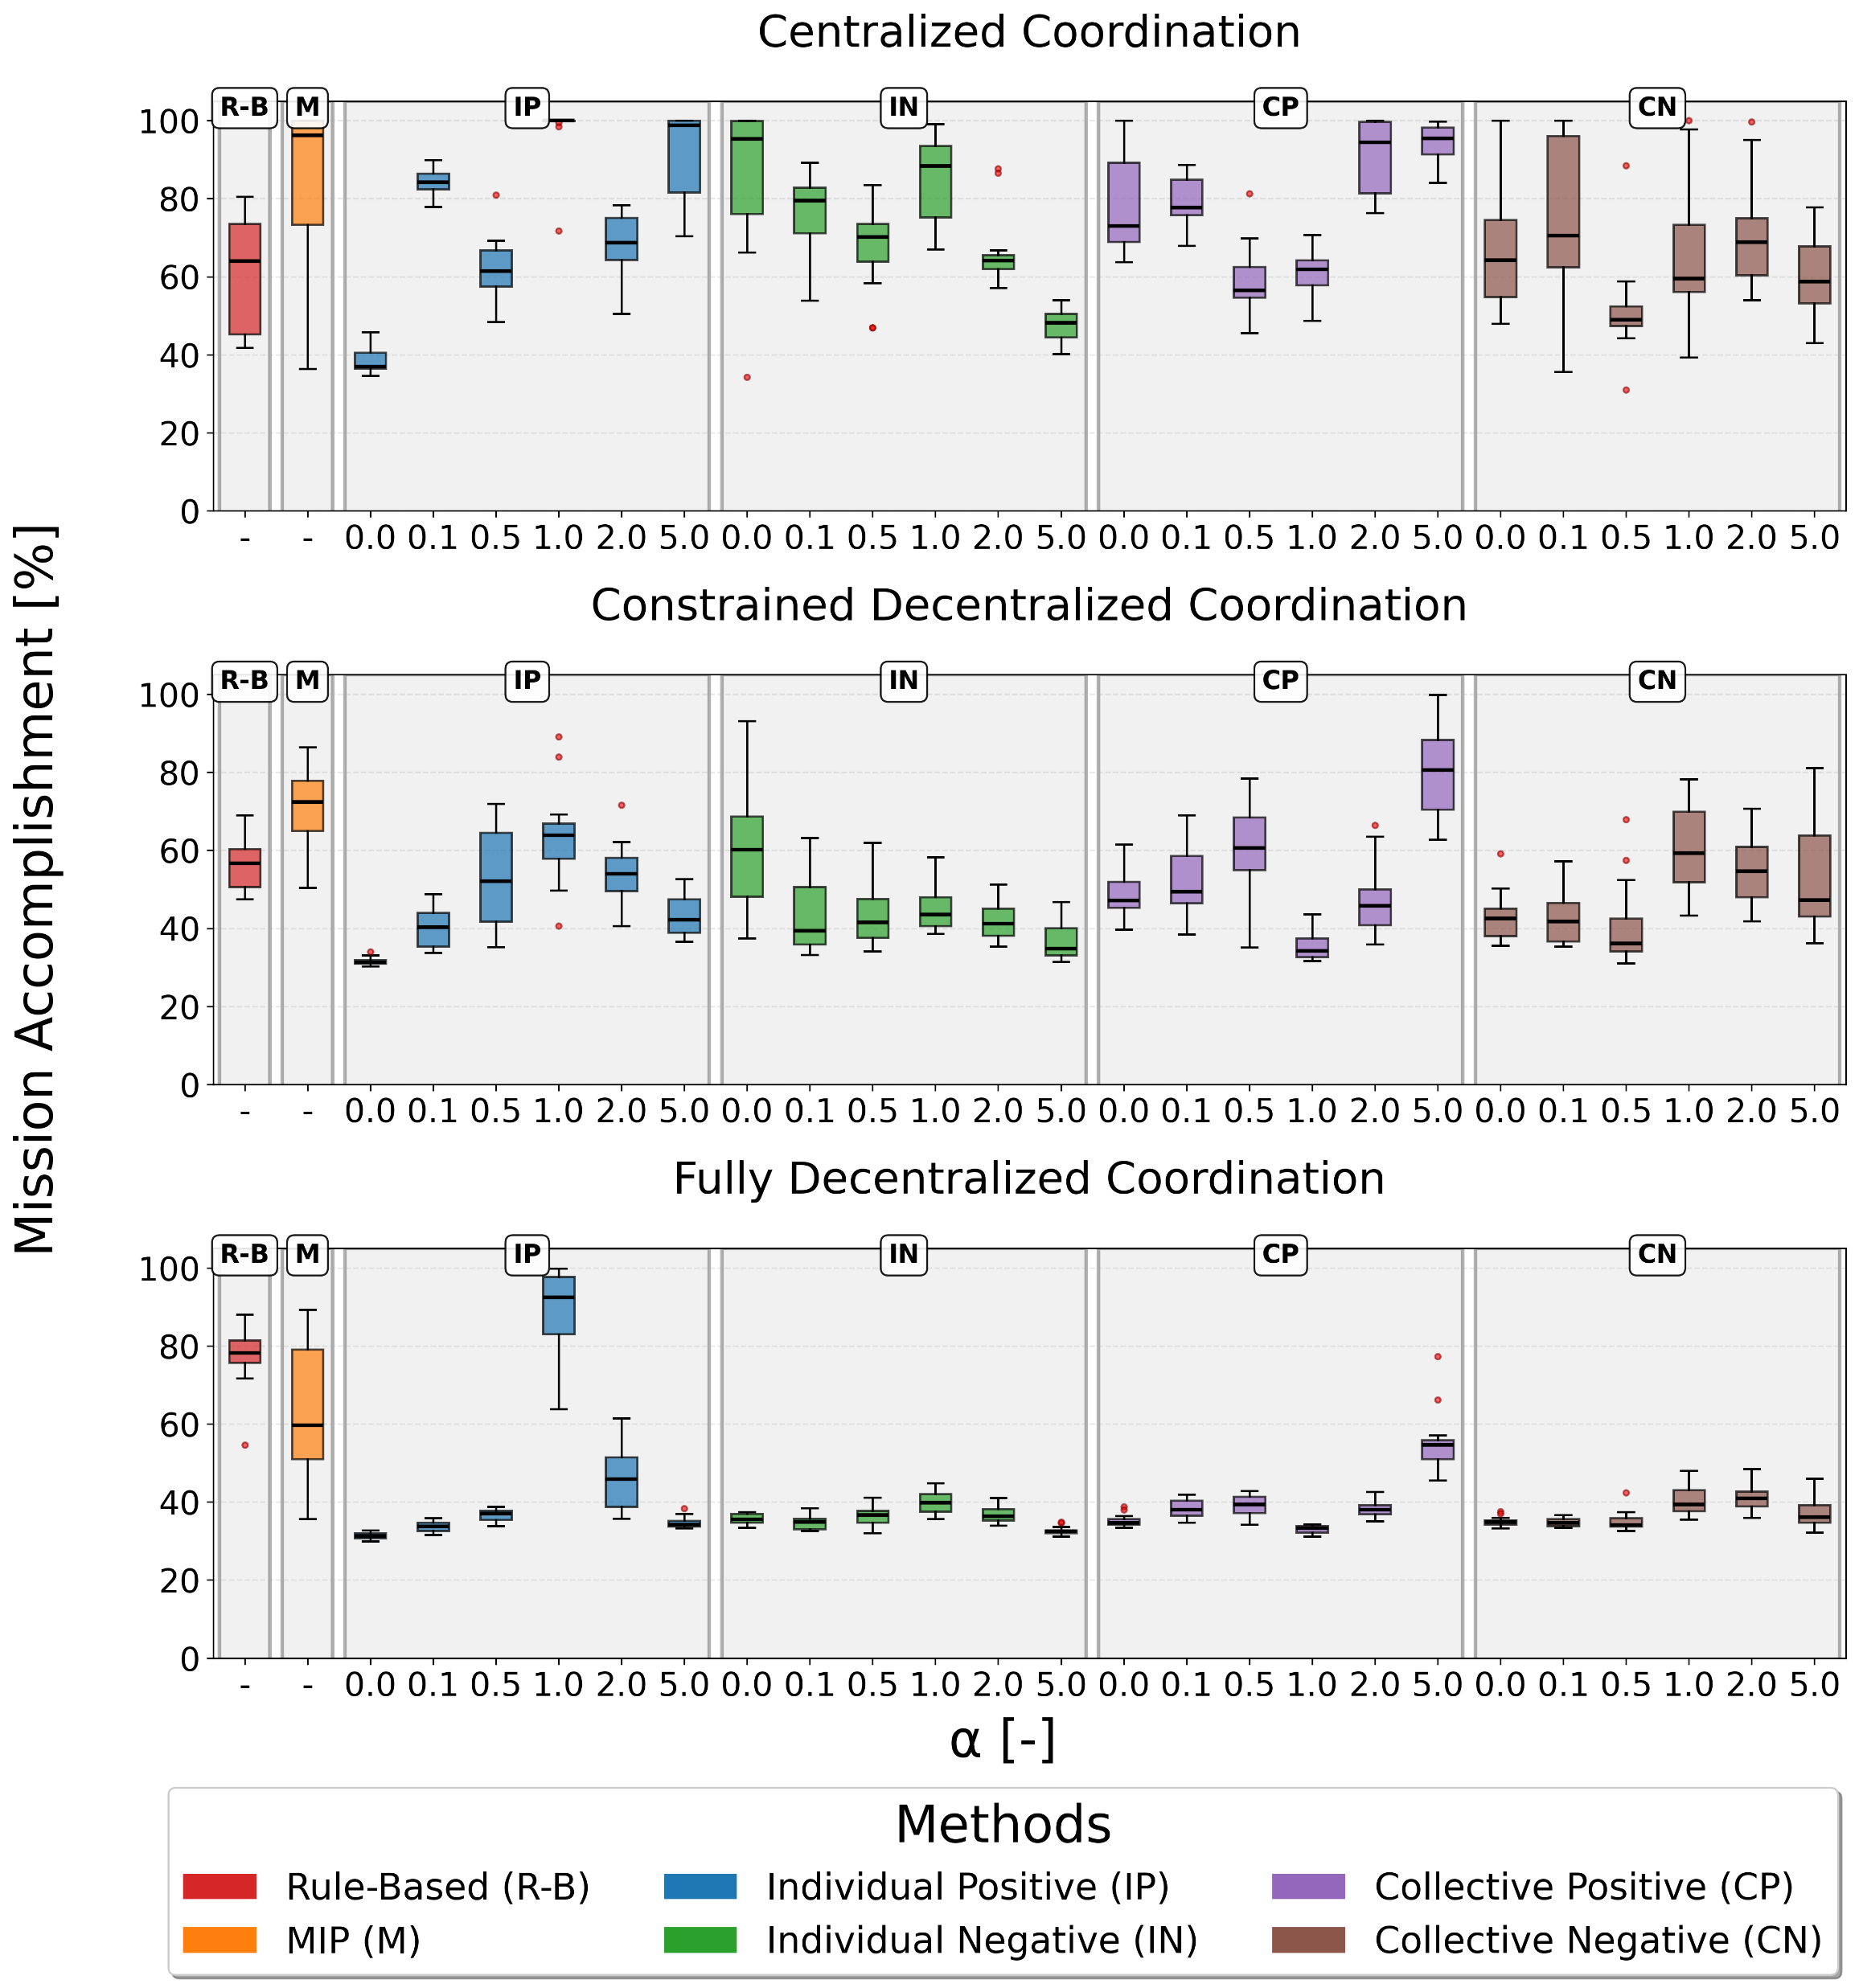 Centralized Coordination
R-B M IP IN CP CN
100
80
60
40
20
0
- - 0.0 0.1 0.5 1.0 2.0 5.0 0.0 0.1 0.5 1.0 2.0 5.0 0.0 0.1 0.5 1.0 2.0 5.0 0.0 0.1 0.5 1.0 2.0 5.0
Mission Accomplishment [%]
Constrained Decentralized Coordination
R-B M IP IN CP CN
100
80
60
40
20
0
- - 0.0 0.1 0.5 1.0 2.0 5.0 0.0 0.1 0.5 1.0 2.0 5.0 0.0 0.1 0.5 1.0 2.0 5.0 0.0 0.1 0.5 1.0 2.0 5.0
Fully Decentralized Coordination
R-B M IP IN CP CN
100
80
60
40
20
0
- - 0.0 0.1 0.5 1.0 2.0 5.0 0.0 0.1 0.5 1.0 2.0 5.0 0.0 0.1 0.5 1.0 2.0 5.0 0.0 0.1 0.5 1.0 2.0 5.0
α [-]
Methods
Rule-Based (R-B) Individual Positive (IP) Collective Positive (CP)
MIP (M) Individual Negative (IN) Collective Negative (CN)